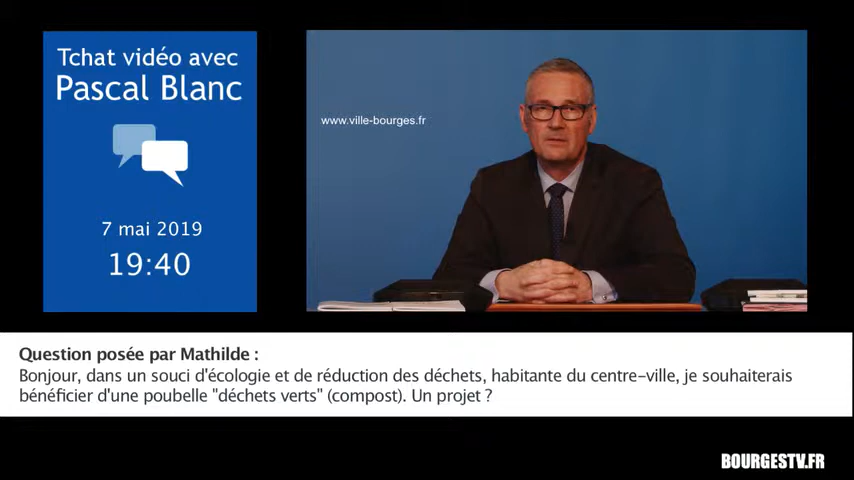 Tchat vidéo avec
Pascal Blanc
7 mai 2019
19:40
www.ville-bourges.fr
Question posée par Mathilde :
Bonjour, dans un souci d'écologie et de réduction des déchets, habitante du centre-ville, je souhaiterais
bénéficier d'une poubelle "déchets verts" (compost). Un projet ?
BOURGESTV.FR